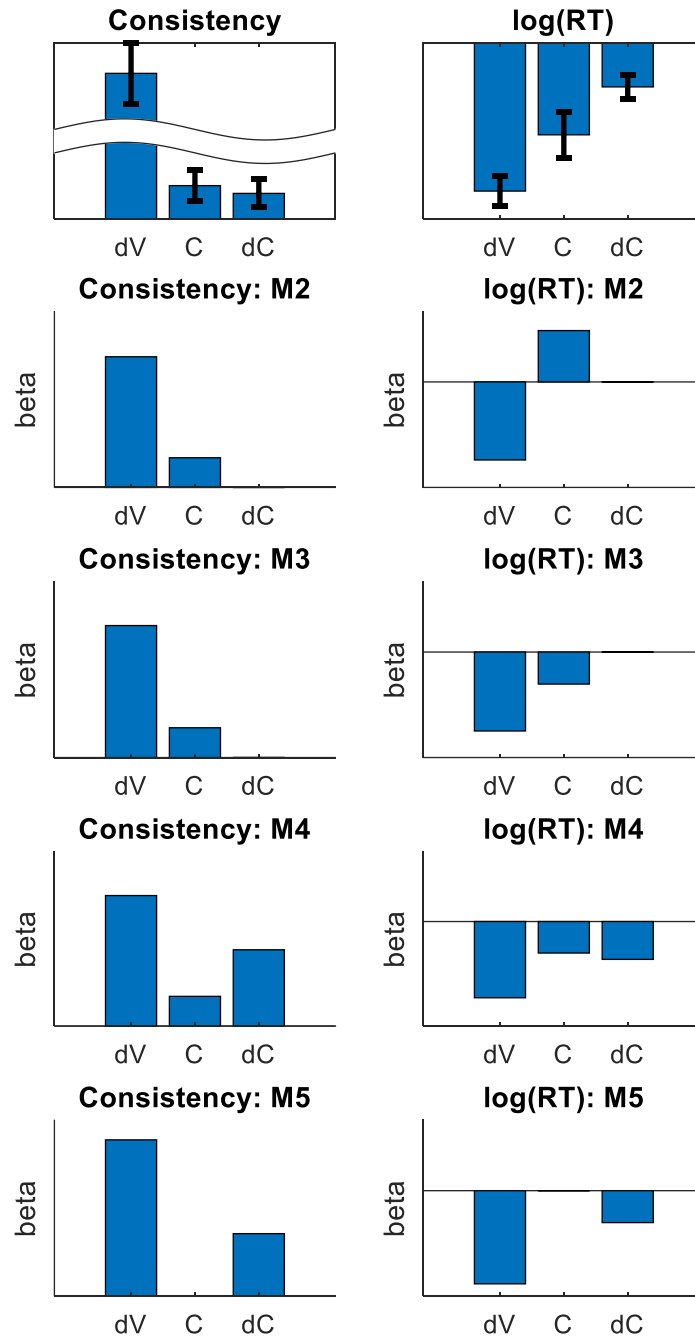 Consistency
log(RT)
dV C dC
dV C dC
Consistency: M2
log(RT): M2
beta
beta
dV C dC
dV C dC
Consistency: M3
log(RT): M3
beta
beta
dV C dC
dV C dC
Consistency: M4
log(RT): M4
beta
beta
dV C dC
dV C dC
Consistency: M5
log(RT): M5
beta
beta
dV C dC
dV C dC